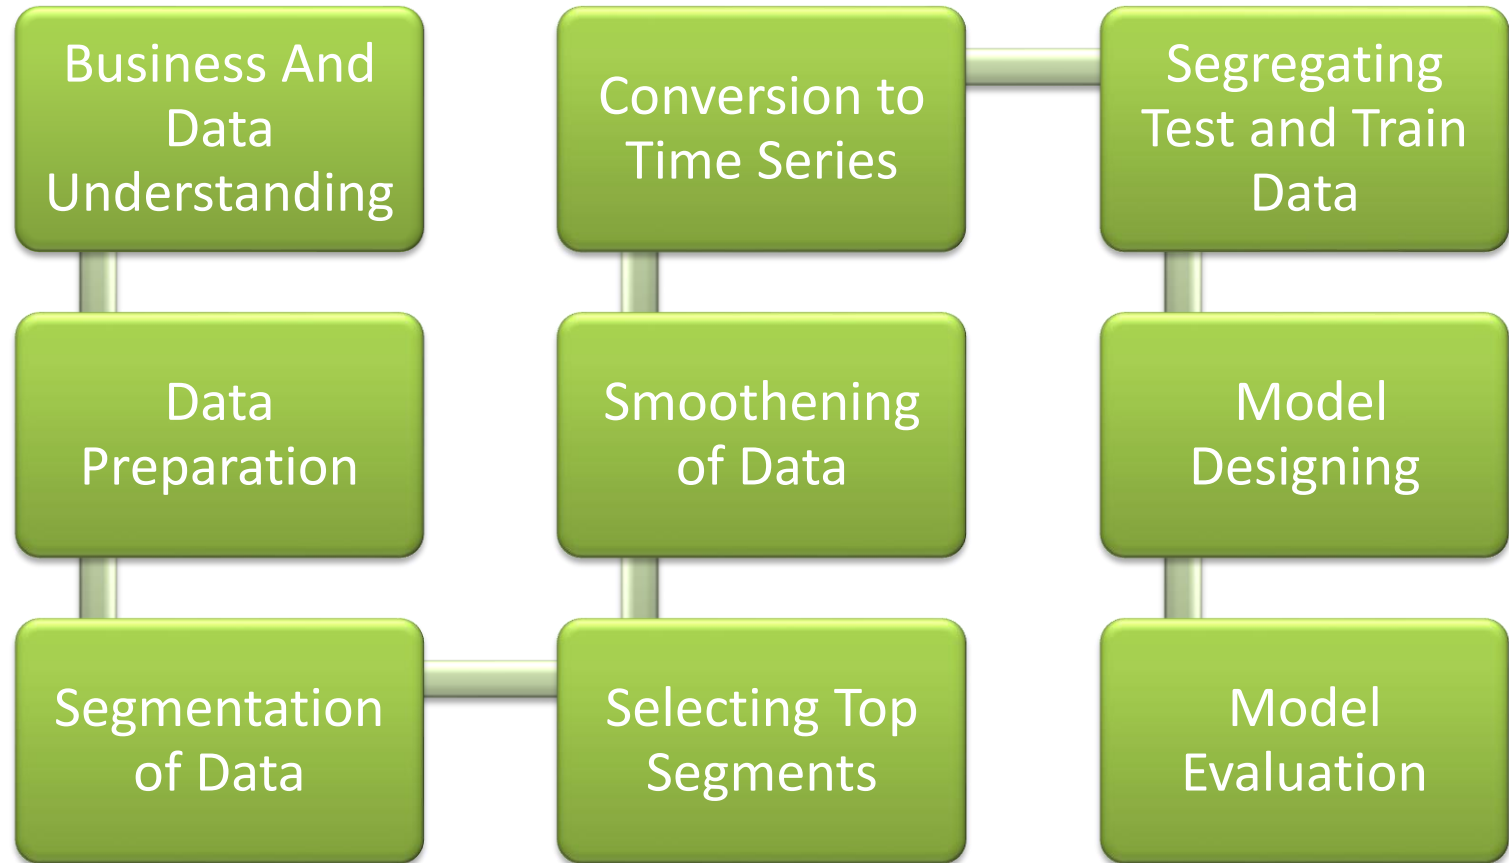 Business And
Data
Understanding
Data
Preparation
Segmentation
of Data
Selecting Top
Segments
Smoothening
of Data
Conversion to
Time Series
Segregating
Test and Train
Data
Model
Designing
Model
Evaluation